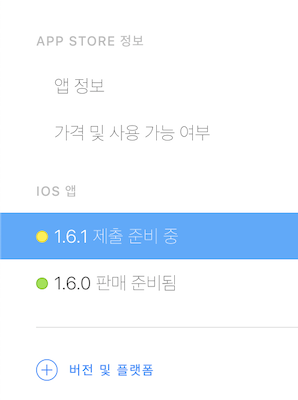 APP STORE 정보
앱 정보
가격 및 사용 가능 여부
IOS 앱
1.6.1 제출 준비 중
1.6.0 판매 준비됨
버전 및 플랫폼